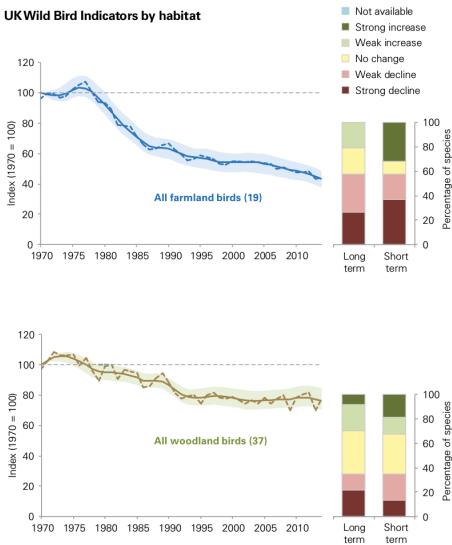 UK Wild Bird Indicators by habitat
Not available
Strong increase
Weak increase
No change
Weak decline
Strong decline
Index (1970 = 100)
120
100
80
60
40
20
0
1970 1975 1980 1985 1990 1995 2000 2005 2010
All farmland birds (19)
100
80
60
40
20
0
Percentage of species
Long term
Short term
Index (1970 = 100)
120
100
80
60
40
20
0
1970 1975 1980 1985 1990 1995 2000 2005 2010
All woodland birds (37)
100
80
60
40
20
0
Percentage of species
Long term
Short term